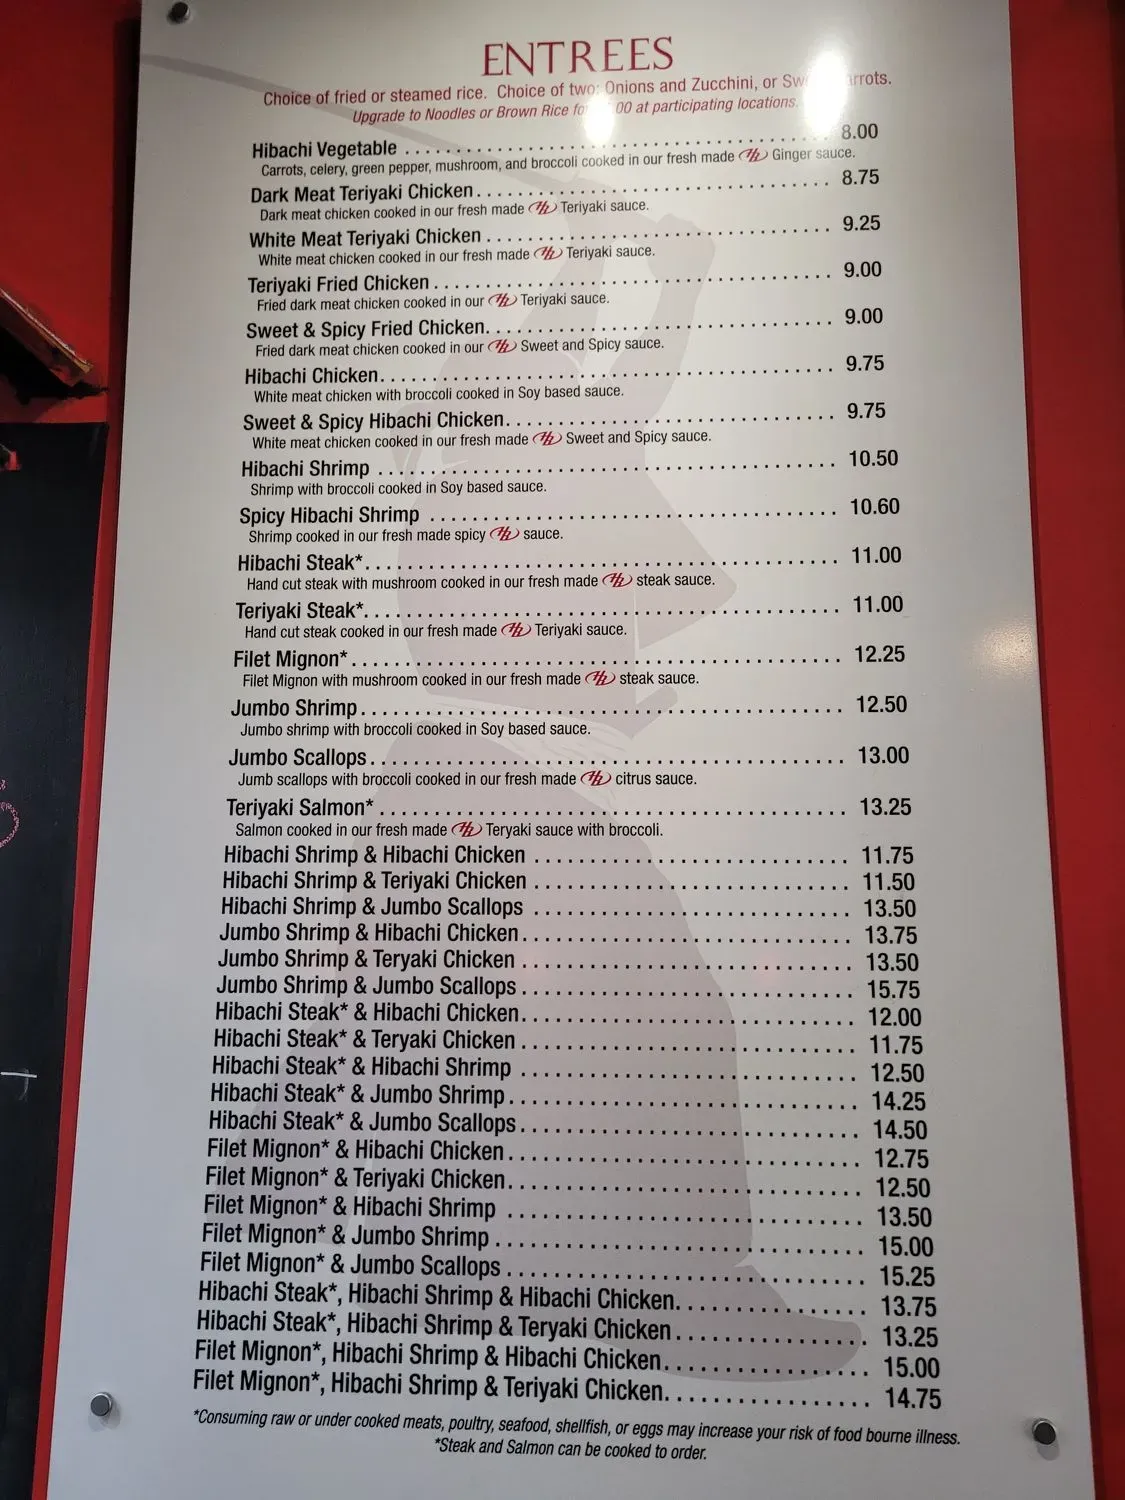 ENTREES
Choice of fried or steamed rice. Choice of two: Onions and Zucchini, or
Upgrade to Noodles or Brown Rice at participating locations.
Hibachi Vegetable 8.00
Carrots, celery, green pepper, mushroom, and broccoli cooked in our fresh made HH Ginger sauce.
Dark Meat Teriyaki Chicken 8.75
Dark meat chicken cooked in our fresh made HH Teriyaki sauce.
White Meat Teriyaki Chicken 9.25
White meat chicken cooked in our fresh made HH Teriyaki sauce.
Teriyaki Fried Chicken 9.00
Fried dark meat chicken cooked in our HH Teriyaki sauce.
Sweet & Spicy Fried Chicken 9.00
Fried dark meat chicken cooked in our HH Sweet and Spicy sauce.
Hibachi Chicken 9.75
White meat chicken with broccoli cooked in Soy based sauce.
Sweet & Spicy Hibachi Chicken 9.75
White meat chicken cooked in our fresh made HH Sweet and Spicy sauce.
Hibachi Shrimp 10.50
Shrimp with broccoli cooked in Soy based sauce.
Spicy Hibachi Shrimp 10.60
Shrimp cooked in our fresh made spicy HH sauce.
Hibachi Steak* 11.00
Hand cut steak with mushroom cooked in our fresh made HH steak sauce.
Teriyaki Steak* 11.00
Hand cut steak cooked in our fresh made HH Teriyaki sauce.
Filet Mignon* 12.25
Filet Mignon with mushroom cooked in our fresh made HH steak sauce.
Jumbo Shrimp 12.50
Jumbo shrimp with broccoli cooked in Soy based sauce.
Jumbo Scallops 13.00
Jumb scallops with broccoli cooked in our fresh made HH citrus sauce.
Teriyaki Salmon* 13.25
Salmon cooked in our fresh made HH Teryaki sauce with broccoli.
Hibachi Shrimp & Hibachi Chicken 11.75
Hibachi Shrimp & Teriyaki Chicken 11.50
Hibachi Shrimp & Jumbo Scallops 13.50
Jumbo Shrimp & Hibachi Chicken 13.75
Jumbo Shrimp & Teryaki Chicken 13.50
Jumbo Shrimp & Jumbo Scallops 15.75
Hibachi Steak* & Hibachi Chicken 12.00
Hibachi Steak* & Teryaki Chicken 11.75
Hibachi Steak* & Hibachi Shrimp 12.50
Hibachi Steak* & Jumbo Shrimp 14.25
Hibachi Steak* & Jumbo Scallops 14.50
Filet Mignon* & Hibachi Chicken 12.75
Filet Mignon* & Teriyaki Chicken 12.50
Filet Mignon* & Hibachi Shrimp 13.50
Filet Mignon* & Jumbo Shrimp 15.00
Filet Mignon* & Jumbo Scallops 15.25
Hibachi Steak*, Hibachi Shrimp & Hibachi Chicken 13.75
Hibachi Steak*, Hibachi Shrimp & Teryaki Chicken 13.25
Filet Mignon*, Hibachi Shrimp & Hibachi Chicken 15.00
Filet Mignon*, Hibachi Shrimp & Teriyaki Chicken 14.75
*Consuming raw or under cooked meats, poultry, seafood, shellfish, or eggs may increase your risk of food bourne illness.
*Steak and Salmon can be cooked to order.